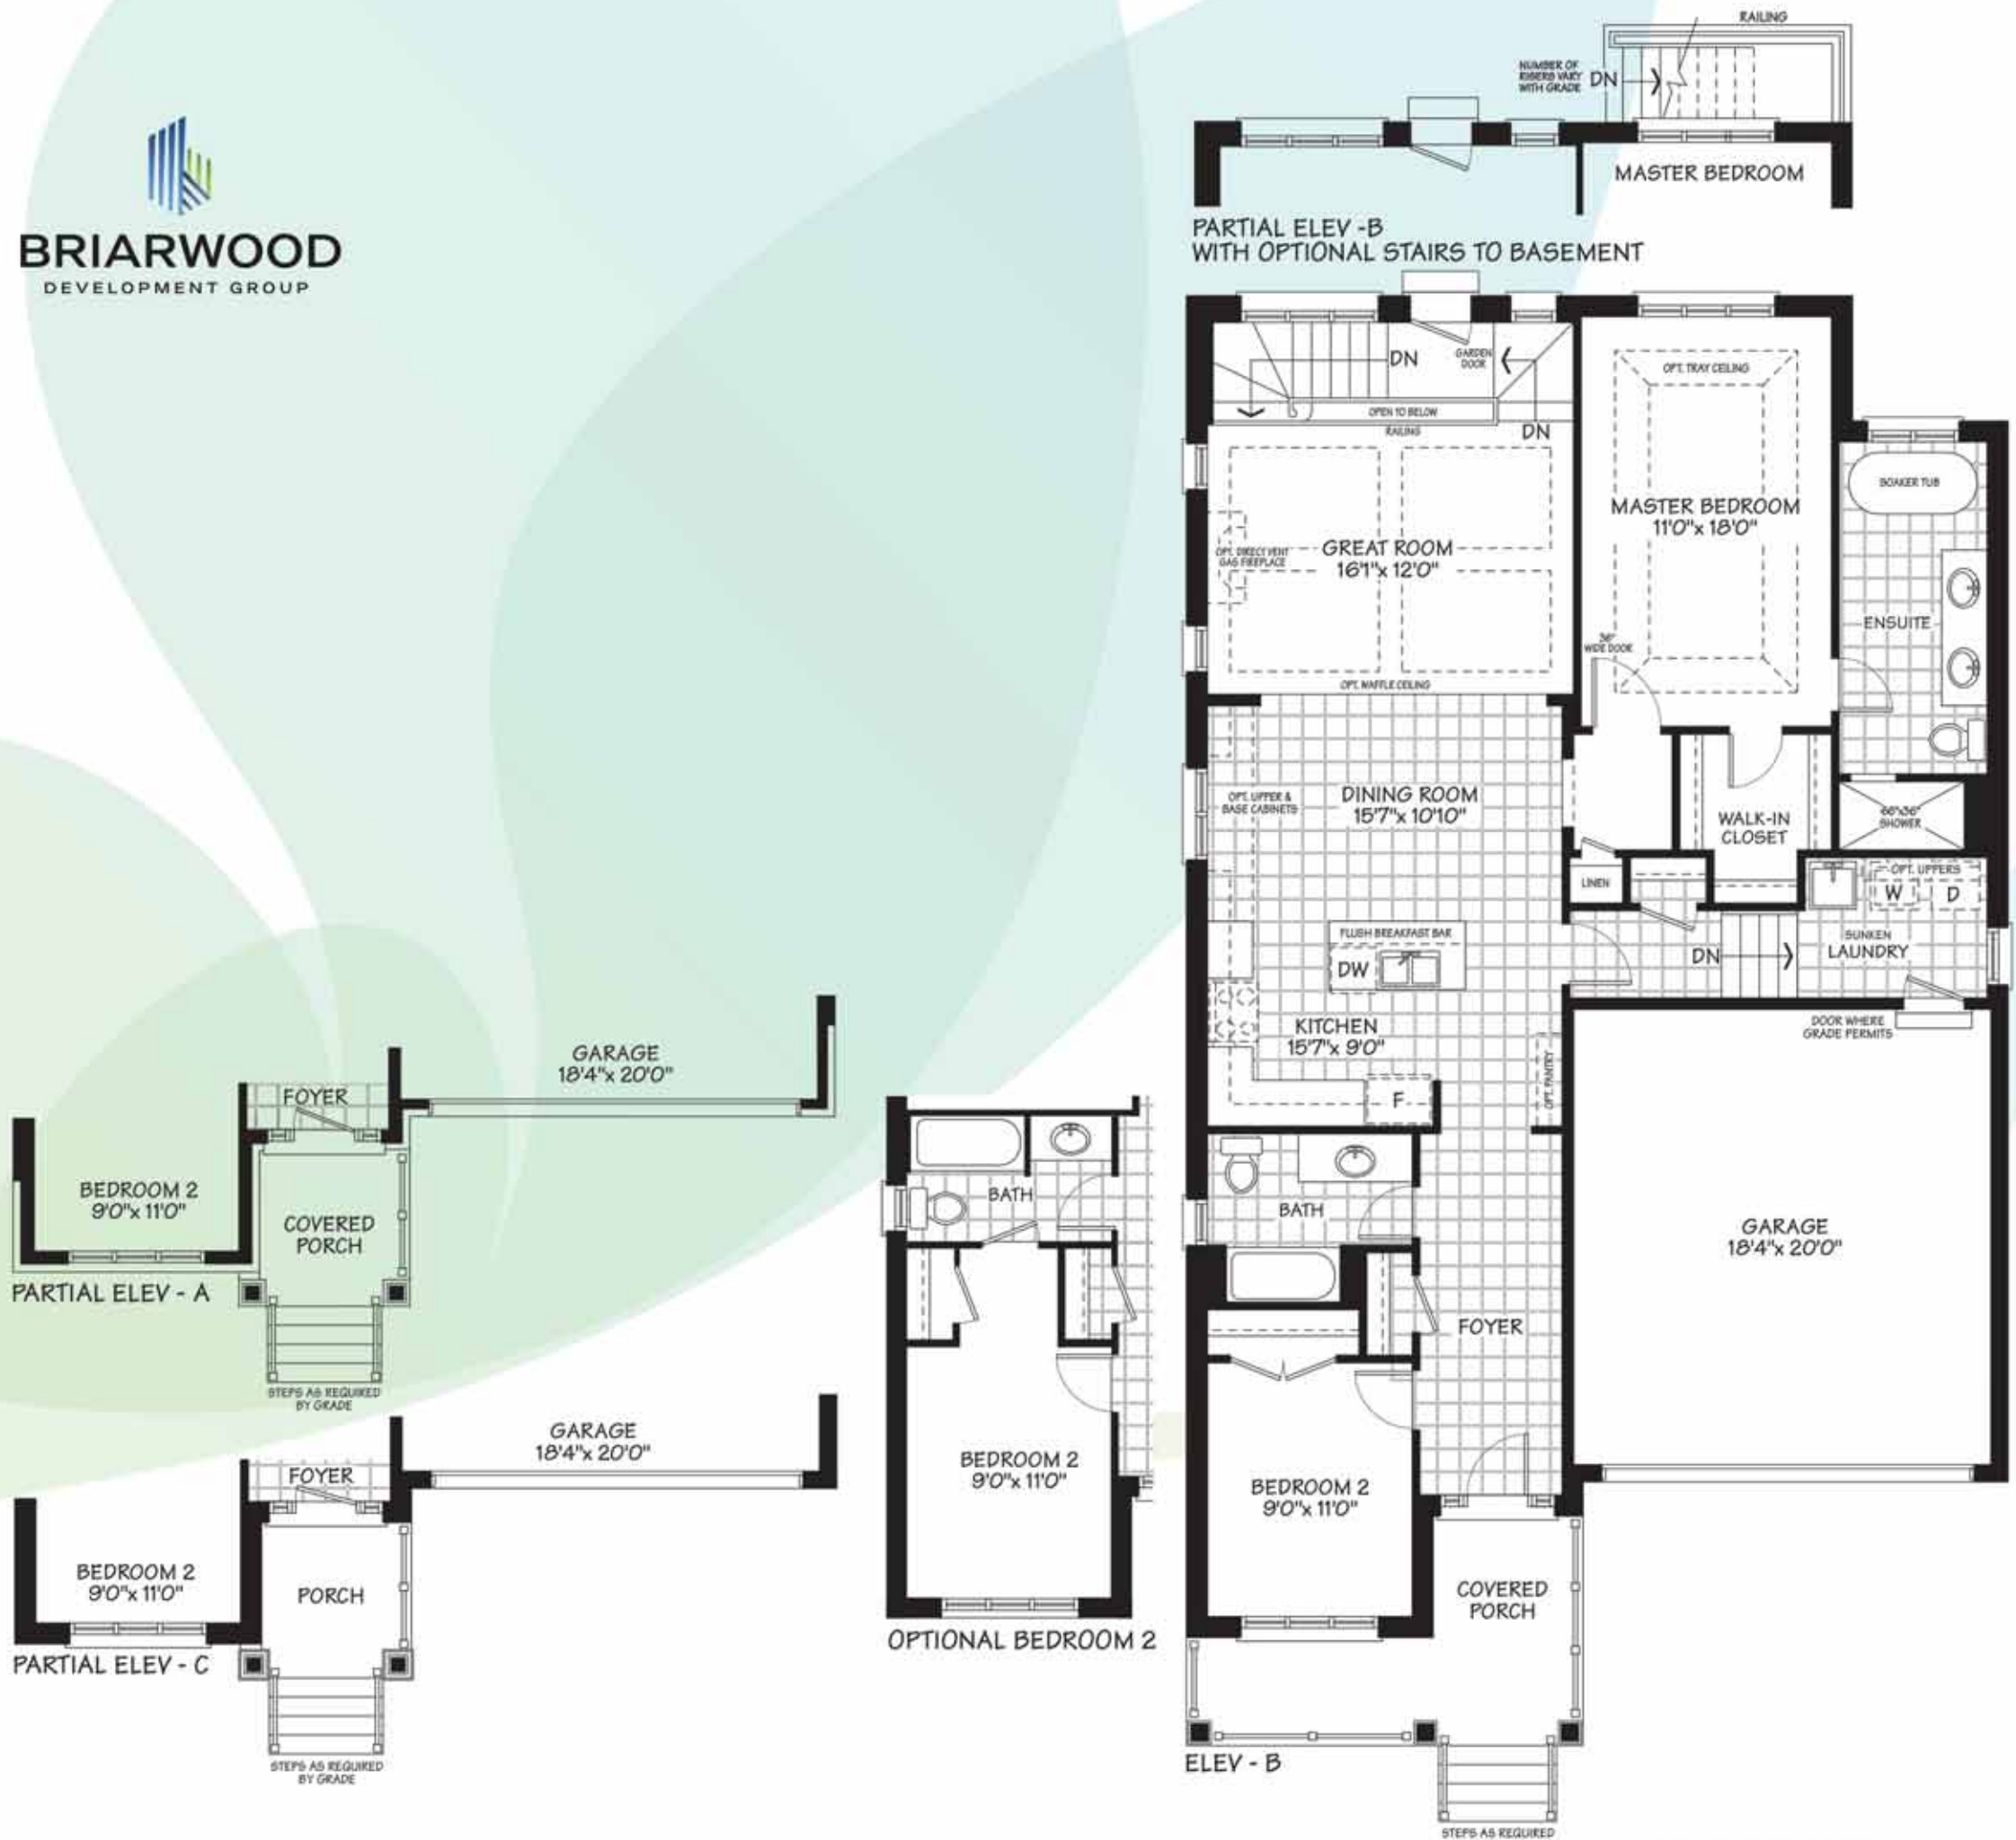 BRIARWOOD
DEVELOPMENT GROUP
RAILING
NUMBER OF
RISERS VARY
WITH GRADE
DN
MASTER BEDROOM
PARTIAL ELEV -B
WITH OPTIONAL STAIRS TO BASEMENT
DN
GARDEN
DOOR
OPEN TO BELOW
RAILING
DN
OPT. TRAY CEILING
MASTER BEDROOM
11'0"x 18'0"
SOAKER TUB
OPT. DIRECT VENT
GAS FIREPLACE
GREAT ROOM
16'1"x 12'0"
ENSUITE
36"
WIDE DOOR
OPT. WAFFLE CEILING
OPT. UPPER &
BASE CABINETS
DINING ROOM
15'7"x 10'10"
WALK-IN
CLOSET
66"x36"
SHOWER
LINEN
OPT. UPPERS
W
D
FLUSH BREAKFAST BAR
DW
DN
SUNKEN
LAUNDRY
KITCHEN
15'7"x 9'0"
OPT. PANTRY
F
DOOR WHERE
GRADE PERMITS
BATH
GARAGE
18'4"x 20'0"
FOYER
BEDROOM 2
9'0"x 11'0"
COVERED
PORCH
ELEV - B
STEPS AS REQUIRED
GARAGE
18'4"x 20'0"
FOYER
BEDROOM 2
9'0"x 11'0"
COVERED
PORCH
PARTIAL ELEV - A
STEPS AS REQUIRED
BY GRADE
GARAGE
18'4"x 20'0"
FOYER
BEDROOM 2
9'0"x 11'0"
PORCH
PARTIAL ELEV - C
STEPS AS REQUIRED
BY GRADE
BATH
BEDROOM 2
9'0"x 11'0"
OPTIONAL BEDROOM 2